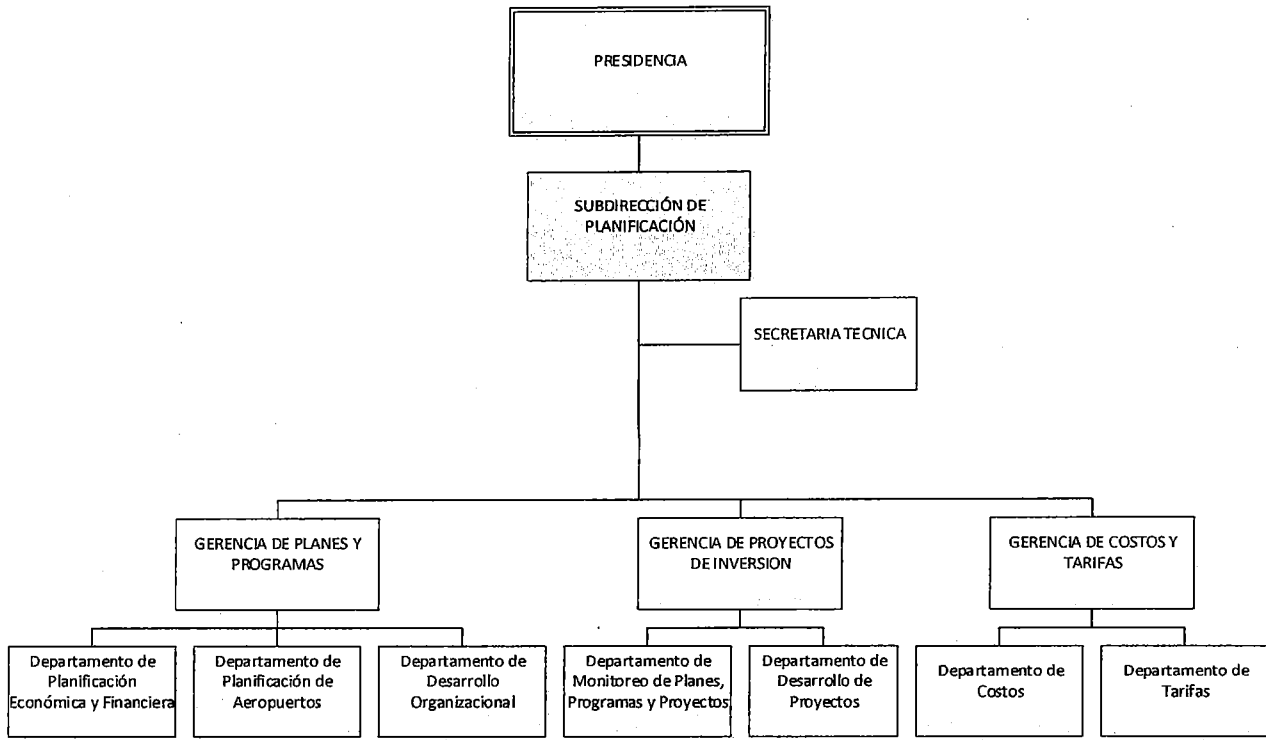 PRESIDENCIA
SUBDIRECCIÓN DE
PLANIFICACIÓN
SECRETARIA TECNICA
GERENCIA DE PLANES Y
PROGRAMAS
GERENCIA DE PROYECTOS
DE INVERSION
GERENCIA DE COSTOS Y
TARIFAS
Departamento de
Planificación
Económica y Financiera
Departamento de
Planificación de
Aeropuertos
Departamento de
Desarrollo
Organizacional
Departamento de
Monitoreo de Planes,
Programas y Proyectos
Departamento de
Desarrollo de
Proyectos
Departamento de
Costos
Departamento de
Tarifas